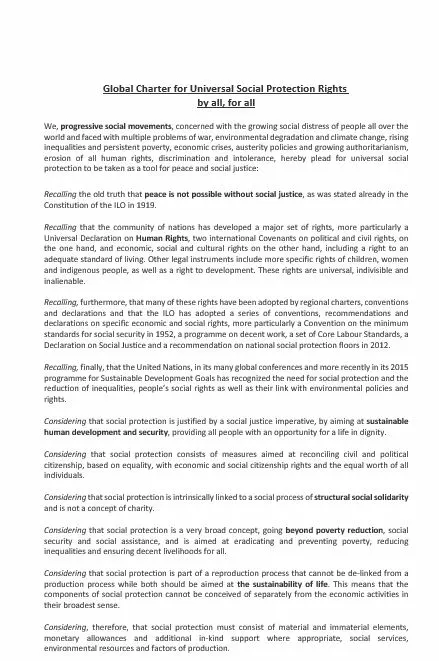 Global Charter for Universal Social Protection Rights
by all, for all
We, progressive social movements, concerned with the growing social distress of people all over the
world and faced with multiple problems of war, environmental degradation and climate change, rising
inequalities and persistent poverty, economic crises, austerity policies and growing authoritarianism,
erosion of all human rights, discrimination and intolerance, hereby plead for universal social
protection to be taken as a tool for peace and social justice:
Recalling the old truth that peace is not possible without social justice, as was stated already in the
Constitution of the ILO in 1919.
Recalling that the community of nations has developed a major set of rights, more particularly a
Universal Declaration on Human Rights, two international Covenants on political and civil rights, on
the one hand, and economic, social and cultural rights on the other hand, including a right to an
adequate standard of living. Other legal instruments include more specific rights of children, women
and indigenous people, as well as a right to development. These rights are universal, indivisible and
inalienable.
Recalling, furthermore, that many of these rights have been adopted by regional charters, conventions
and declarations and that the ILO has adopted a series of conventions, recommendations and
declarations on specific economic and social rights, more particularly a Convention on the minimum
standards for social security in 1952, a programme on decent work, a set of Core Labour Standards, a
Declaration on Social Justice and a recommendation on national social protection floors in 2012.
Recalling, finally, that the United Nations, in its many global conferences and more recently in its 2015
programme for Sustainable Development Goals has recognized the need for social protection and the
reduction of inequalities, people's social rights as well as their link with environmental policies and
rights.
Considering that social protection is justified by a social justice imperative, by aiming at sustainable
human development and security, providing all people with an opportunity for a life in dignity.
Considering that social protection consists of measures aimed at reconciling civil and political
citizenship, based on equality, with economic and social citizenship rights and the equal worth of all
individuals.
Considering that social protection is intrinsically linked to a social process of structural social solidarity
and is not a concept of charity.
Considering that social protection is a very broad concept, going beyond poverty reduction, social
security and social assistance, and is aimed at eradicating and preventing poverty, reducing
inequalities and ensuring decent livelihoods for all.
Considering that social protection is part of a reproduction process that cannot be de-linked from a
production process while both should be aimed at the sustainability of life. This means that the
components of social protection cannot be conceived of separately from the economic activities in
their broadest sense.
Considering, therefore, that social protection must consist of material and immaterial elements,
monetary allowances and additional in-kind support where appropriate, social services,
environmental resources and factors of production.